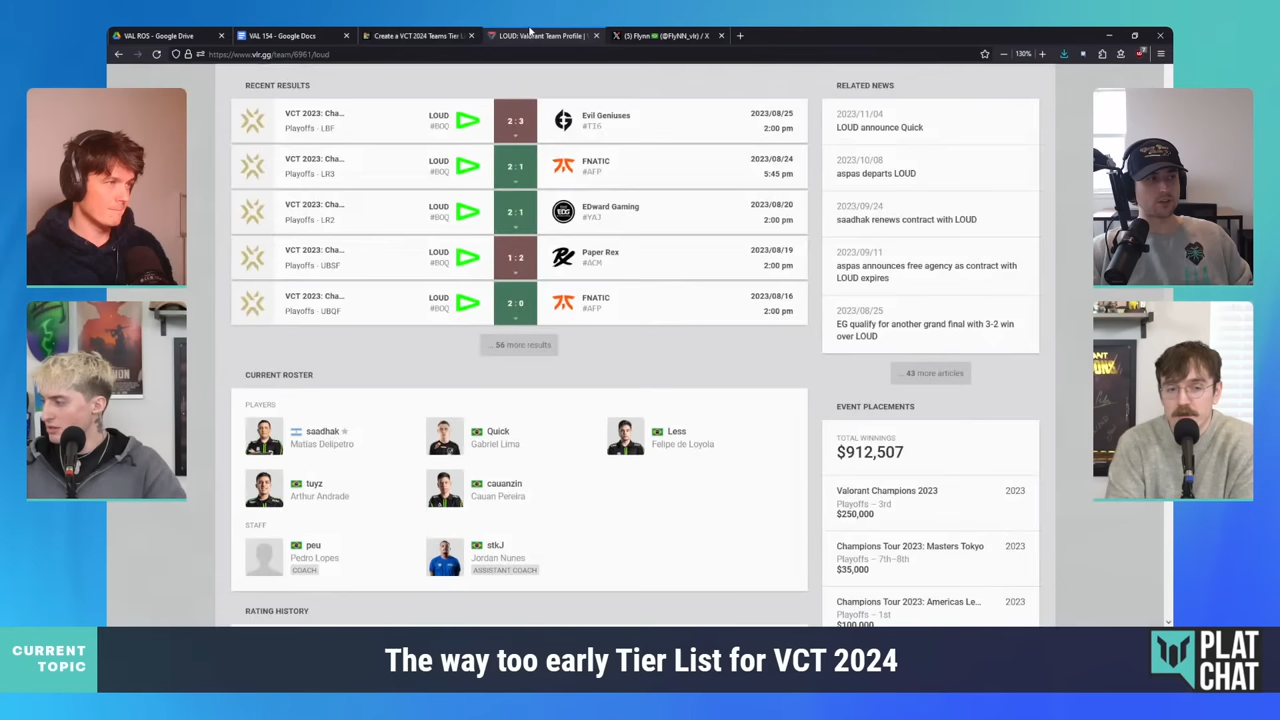 VAL ROS - Google Drive
VAL 154 - Google Docs
Create a VCT 2024 Teams Tier L
LOUD: Valorant Team Profile |
(5) Flynn (@FlyNN_vlr) / X
https://www.vlr.gg/team/6961/loud
130%
RECENT RESULTS
VCT 2023: Cha...
Playoffs · LBF
LOUD
#BOQ
2 : 3
Evil Geniuses
#TI6
2023/08/25
2:00 pm
VCT 2023: Cha...
Playoffs · LR3
LOUD
#BOQ
2 : 1
FNATIC
#AFP
2023/08/24
5:45 pm
VCT 2023: Cha...
Playoffs · LR2
LOUD
#BOQ
2 : 1
EDward Gaming
#YAJ
2023/08/20
2:00 pm
VCT 2023: Cha...
Playoffs · UBSF
LOUD
#BOQ
1 : 2
Paper Rex
#ACM
2023/08/19
2:00 pm
VCT 2023: Cha...
Playoffs · UBQF
LOUD
#BOQ
2 : 0
FNATIC
#AFP
2023/08/16
2:00 pm
... 56 more results
RELATED NEWS
2023/11/04
LOUD announce Quick
2023/10/08
aspas departs LOUD
2023/09/24
saadhak renews contract with LOUD
2023/09/11
aspas announces free agency as contract with
LOUD expires
2023/08/25
EG qualify for another grand final with 3-2 win
over LOUD
... 43 more articles
CURRENT ROSTER
PLAYERS
saadhak
Matias Delipetro
Quick
Gabriel Lima
Less
Felipe de Loyola
tuyz
Arthur Andrade
cauanzin
Cauan Pereira
STAFF
peu
Pedro Lopes
COACH
stkJ
Jordan Nunes
ASSISTANT COACH
RATING HISTORY
EVENT PLACEMENTS
TOTAL WINNINGS
$912,507
Valorant Champions 2023
2023
Playoffs – 3rd
$250,000
Champions Tour 2023: Masters Tokyo
2023
Playoffs – 7th–8th
$35,000
Champions Tour 2023: Americas Le...
2023
Playoffs – 1st
$100,000
CURRENT
TOPIC
The way too early Tier List for VCT 2024
PLAT
CHAT